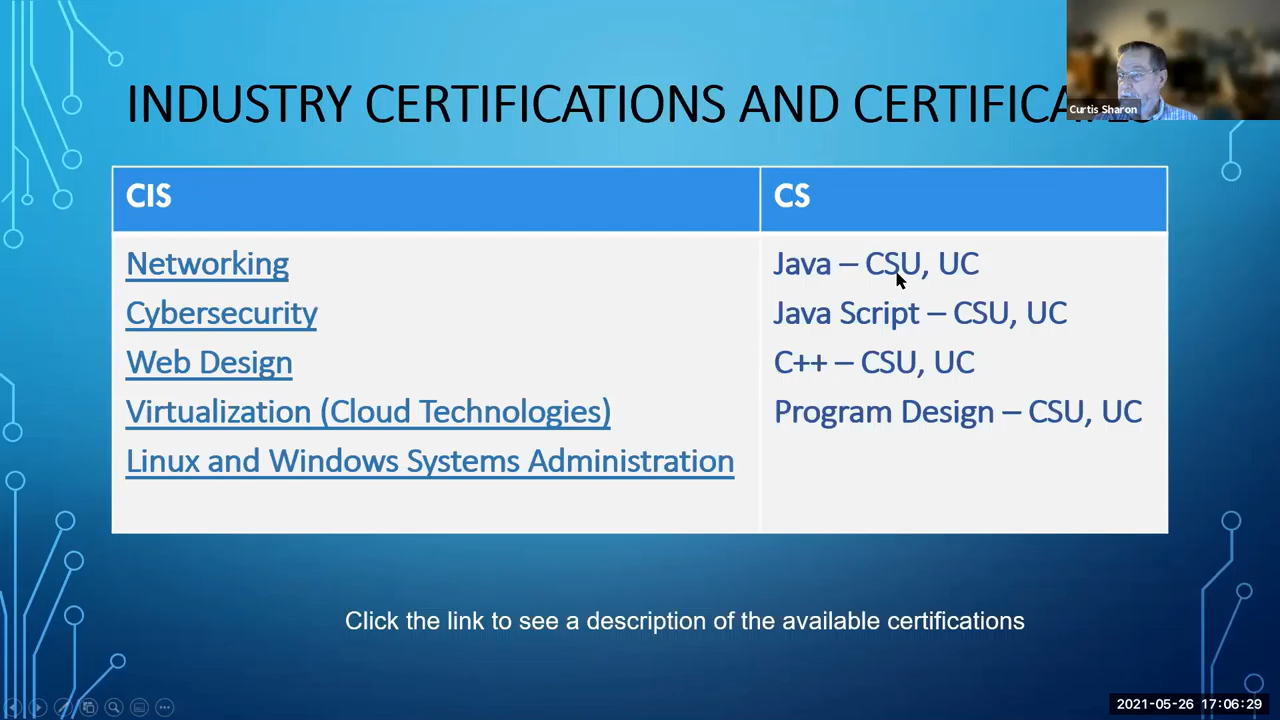 INDUSTRY CERTIFICATIONS AND
Curtis Sharon
CIS
CS
Networking
Java – CSU, UC
Cybersecurity
Java Script – CSU, UC
Web Design
C++ – CSU, UC
Virtualization (Cloud Technologies)
Program Design – CSU, UC
Linux and Windows Systems Administration
Click the link to see a description of the available certifications
2021-05-26 17:06:29